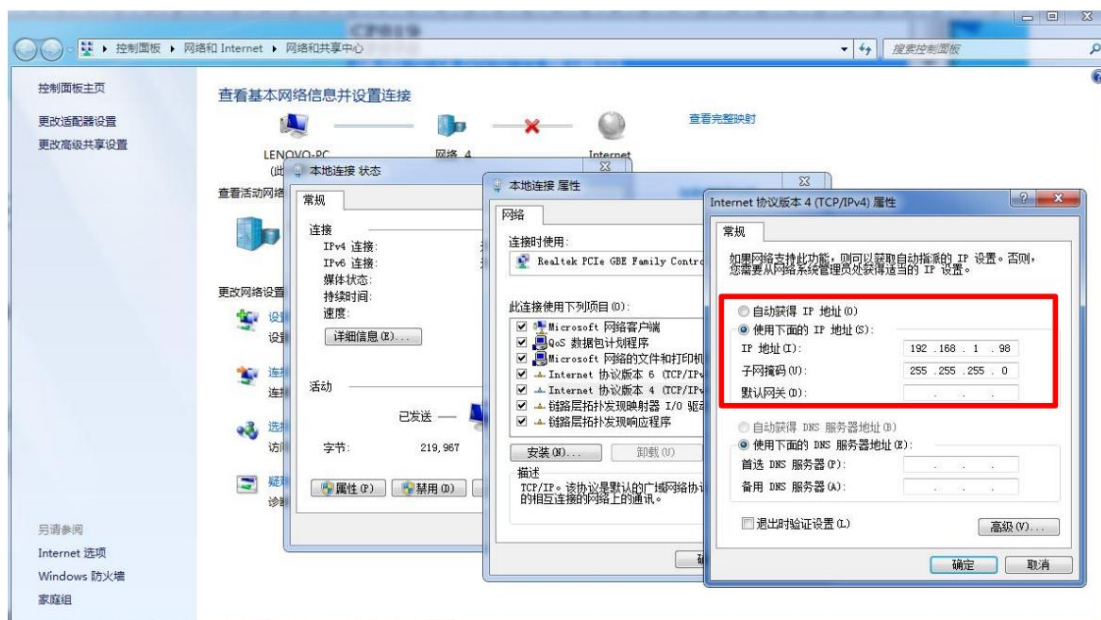 CP019
控制面板 ▸ 网络和 Internet ▸ 网络和共享中心
搜索控制面板
控制面板主页
更改适配器设置
更改高级共享设置
查看基本网络信息并设置连接
查看完整映射
LENOVO-PC
网络 4
Internet
查看活动网络
更改网络设置
另请参阅
Internet 选项
Windows 防火墙
家庭组
本地连接 状态
常规
连接
IPv4 连接:
IPv6 连接:
媒体状态:
持续时间:
速度:
详细信息(E)...
活动
已发送
字节:
219,967
属性(P)
禁用(D)
本地连接 属性
网络
连接时使用:
Realtek PCIe GBE Family Contro
此连接使用下列项目(O):
Microsoft 网络客户端
QoS 数据包计划程序
Microsoft 网络的文件和打印机
Internet 协议版本 6 (TCP/IPv
Internet 协议版本 4 (TCP/IPv
链路层拓扑发现映射器 I/O 驱动
链路层拓扑发现响应程序
安装(N)...
卸载(U)
描述
TCP/IP。该协议是默认的广域网络协议
的相互连接的网络上的通讯。
Internet 协议版本 4 (TCP/IPv4) 属性
常规
如果网络支持此功能，则可以获取自动指派的 IP 设置。否则，
您需要从网络系统管理员处获得适当的 IP 设置。
自动获得 IP 地址(O)
使用下面的 IP 地址(S):
IP 地址(I):
192 .168 . 1 . 98
子网掩码(U):
255 .255 .255 . 0
默认网关(D):
自动获得 DNS 服务器地址(B)
使用下面的 DNS 服务器地址(E):
首选 DNS 服务器(P):
备用 DNS 服务器(A):
退出时验证设置(L)
高级(V)...
确定
取消